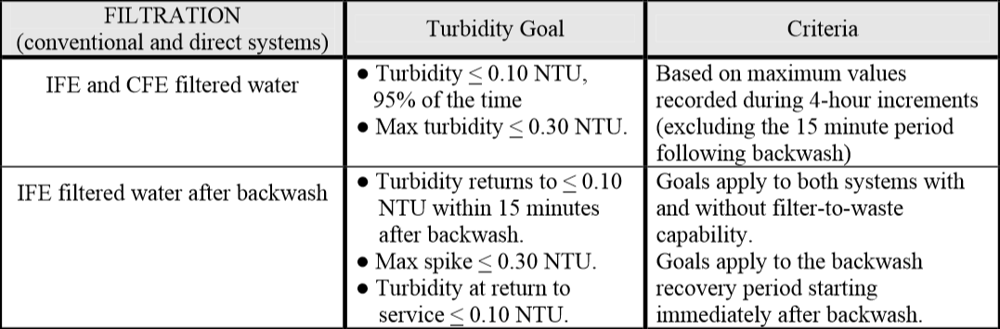 FILTRATION
(conventional and direct systems)
Turbidity Goal
Criteria
IFE and CFE filtered water
● Turbidity ≤ 0.10 NTU,
95% of the time
● Max turbidity ≤ 0.30 NTU.
Based on maximum values
recorded during 4-hour increments
(excluding the 15 minute period
following backwash)
IFE filtered water after backwash
● Turbidity returns to ≤ 0.10
NTU within 15 minutes
after backwash.
● Max spike ≤ 0.30 NTU.
● Turbidity at return to
service ≤ 0.10 NTU.
Goals apply to both systems with
and without filter-to-waste
capability.
Goals apply to the backwash
recovery period starting
immediately after backwash.